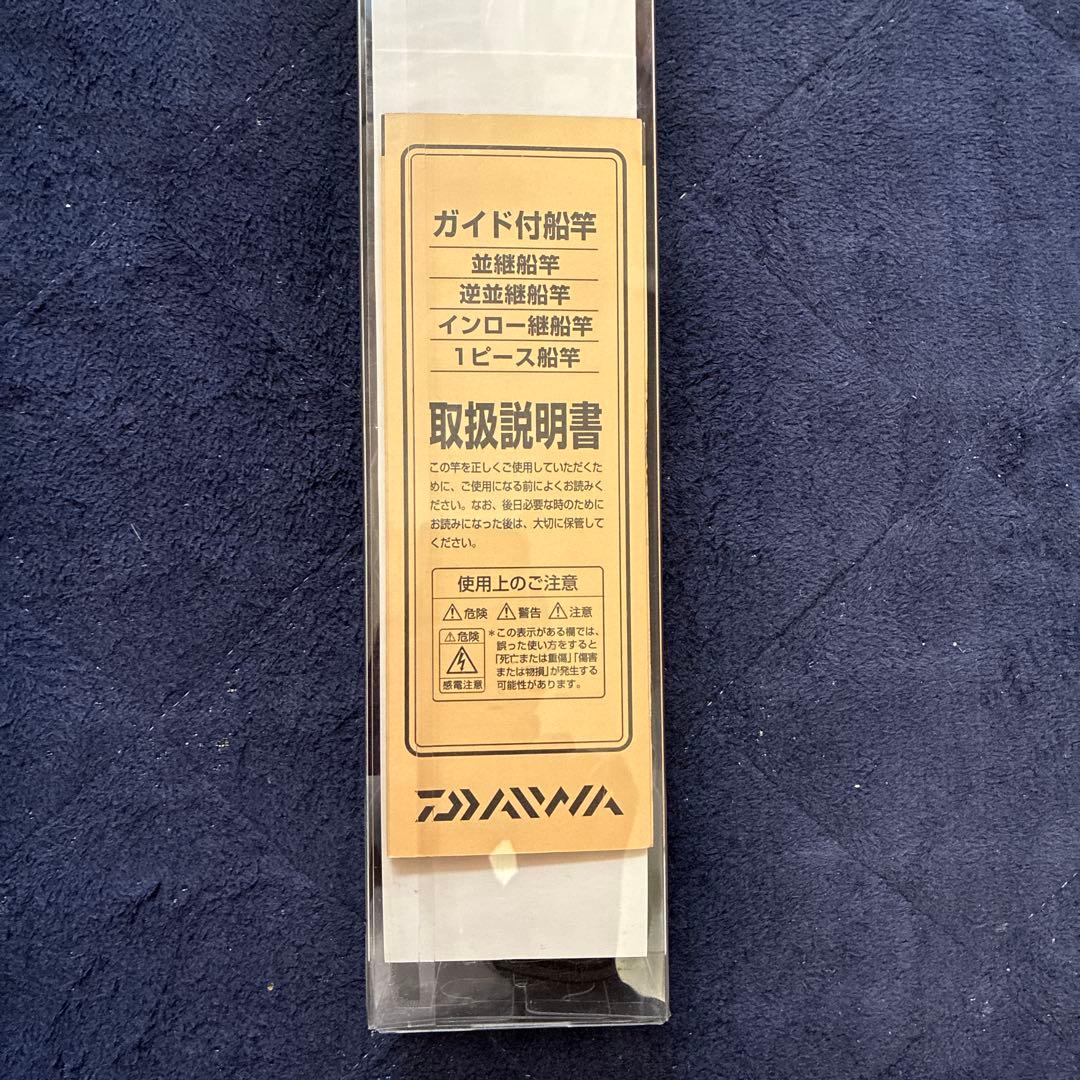 ガイド付船竿
並継船竿
逆並継船竿
インロー継船竿
1ピース船竿
取扱説明書
この竿を正しくご使用していただくた
めに、ご使用になる前によくお読みく
ださい。なお、後日必要な時のために
お読みになった後は、大切に保管して
ください。
使用上のご注意
⚠危険 ⚠警告 ⚠注意
⚠危険
感電注意
*この表示がある欄では、
誤った使い方をすると
「死亡または重傷」「傷害
または物損」が発生する
可能性があります。
DAIWA